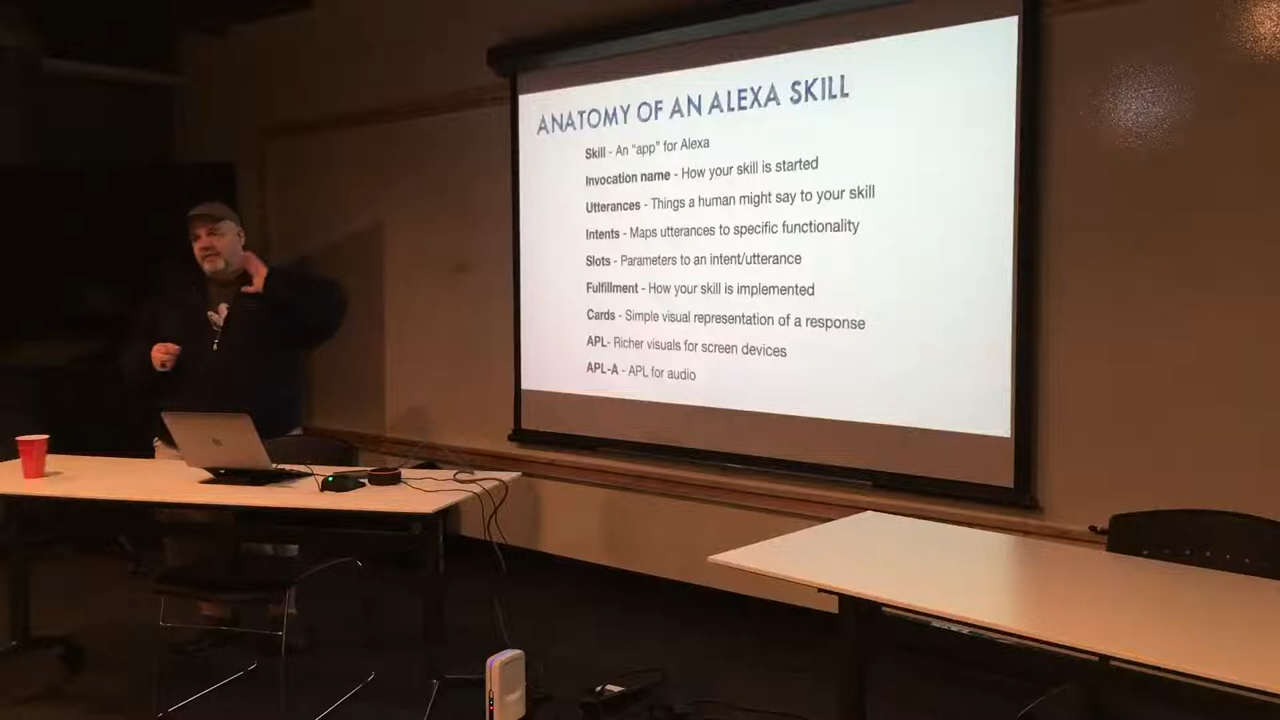 ANATOMY OF AN ALEXA SKILL
Skill - An "app" for Alexa
Invocation name - How your skill is started
Utterances - Things a human might say to your skill
Intents - Maps utterances to specific functionality
Slots - Parameters to an intent/utterance
Fulfillment - How your skill is implemented
Cards - Simple visual representation of a response
APL- Richer visuals for screen devices
APL-A - APL for audio